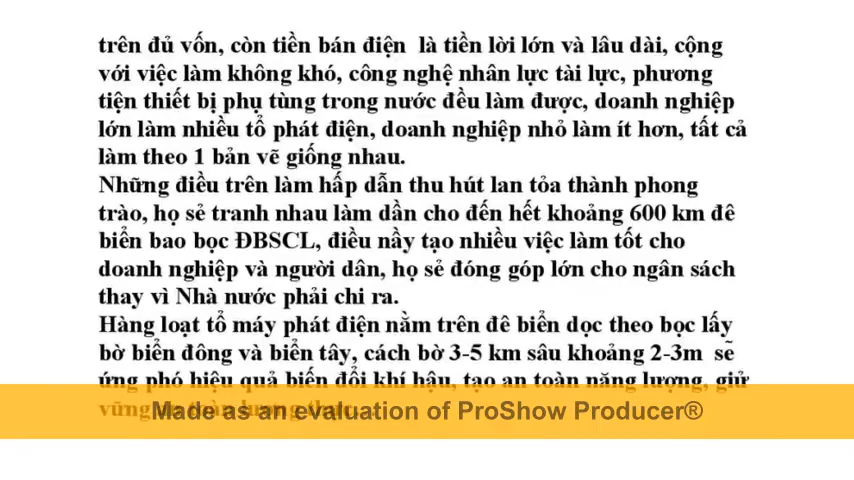 trên đủ vốn, còn tiền bán điện là tiền lời lớn và lâu dài, cộng
với việc làm không khó, công nghệ nhân lực tài lực, phương
tiện thiết bị phụ tùng trong nước đều làm được, doanh nghiệp
lớn làm nhiều tổ phát điện, doanh nghiệp nhỏ làm ít hơn, tất cả
làm theo 1 bản vẽ giống nhau.
Những điều trên làm hấp dẫn thu hút lan tỏa thành phong
trào, họ sẻ tranh nhau làm dần cho đến hết khoảng 600 km đê
biển bao bọc ĐBSCL, điều nầy tạo nhiều việc làm tốt cho
doanh nghiệp và người dân, họ sẻ đóng góp lớn cho ngân sách
thay vì Nhà nước phải chi ra.
Hàng loạt tổ máy phát điện nằm trên đê biển dọc theo bọc lấy
bờ biển đông và biển tây, cách bờ 3-5 km sâu khoảng 2-3m sẽ
ứng phó hiệu quả biến đổi khí hậu, tạo an toàn năng lượng, giử
vững an toàn lương
Made as an evaluation of ProShow Producer®